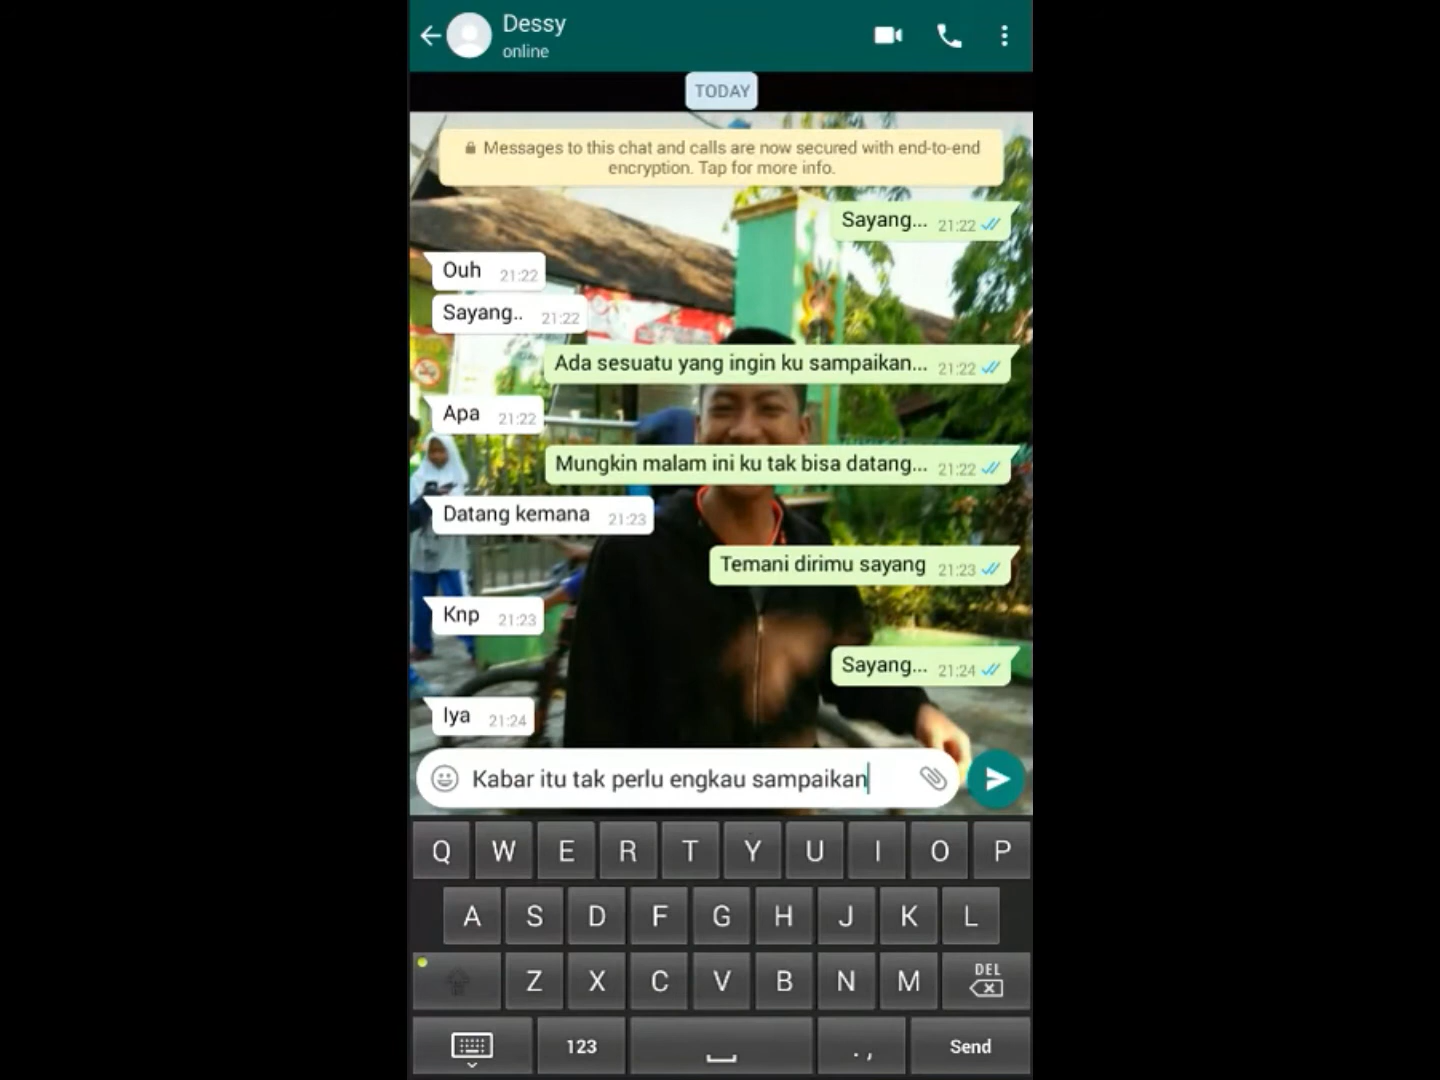 Dessy
online
TODAY
Messages to this chat and calls are now secured with end-to-end
encryption. Tap for more info.
Sayang... 21:22
Ouh 21:22
Sayang.. 21:22
Ada sesuatu yang ingin ku sampaikan... 21:22
Apa 21:22
Mungkin malam ini ku tak bisa datang... 21:22
Datang kemana 21:23
Temani dirimu sayang 21:23
Knp 21:23
Sayang... 21:24
Iya 21:24
Kabar itu tak perlu engkau sampaikan
Q W E R T Y U I O P
A S D F G H J K L
Z X C V B N M DEL
123 . , Send